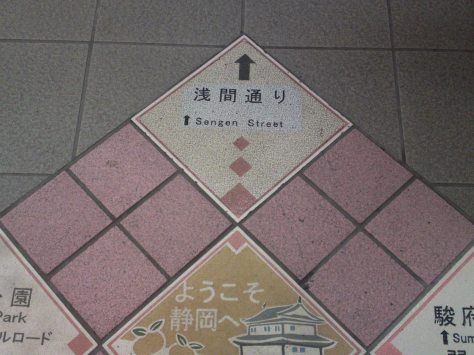 浅間通り
Sengen Street
ようこそ
静岡へ
園
Park
ルロード
駿府